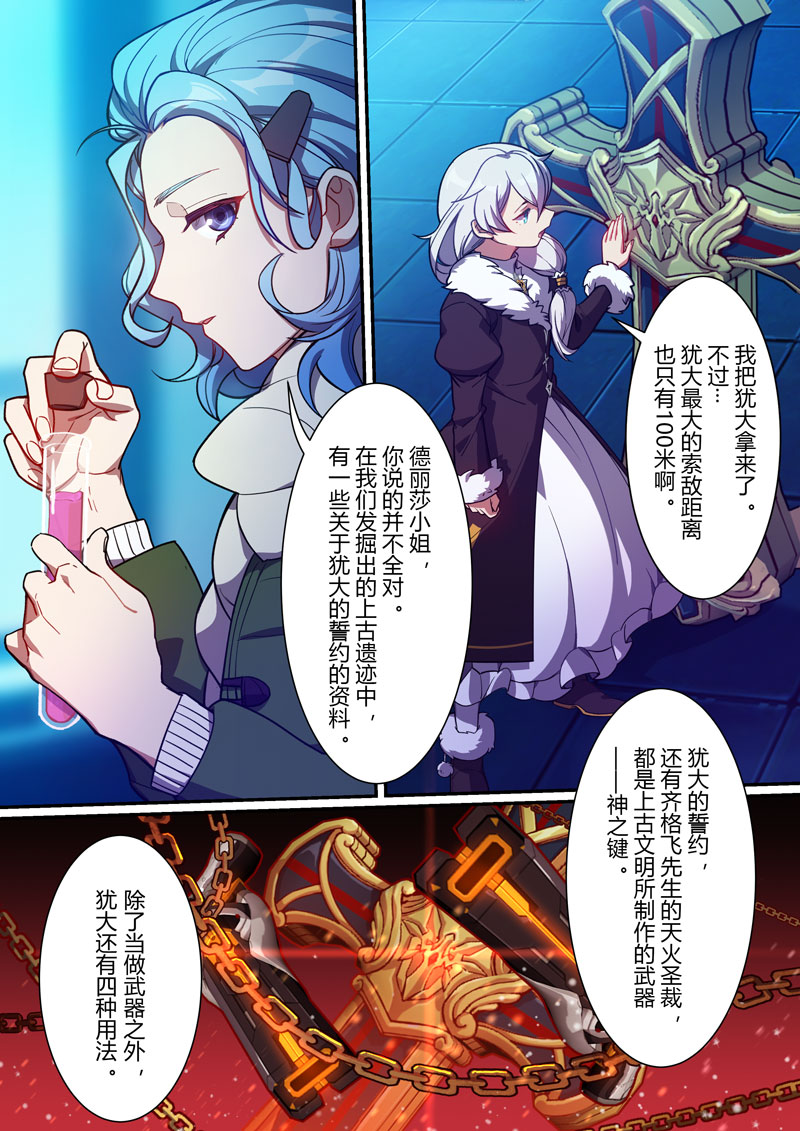 我把犹大拿来了。
不过…
犹大最大的索敌距离
也只有100米啊。
德丽莎小姐，
你说的并不全对。
在我们发掘出的上古遗迹中，
有一些关于犹大的誓约的资料。
犹大的誓约，
还有齐格飞先生的天火圣裁，
都是上古文明所制作的武器
——神之键。
除了当做武器之外，
犹大还有四种用法。